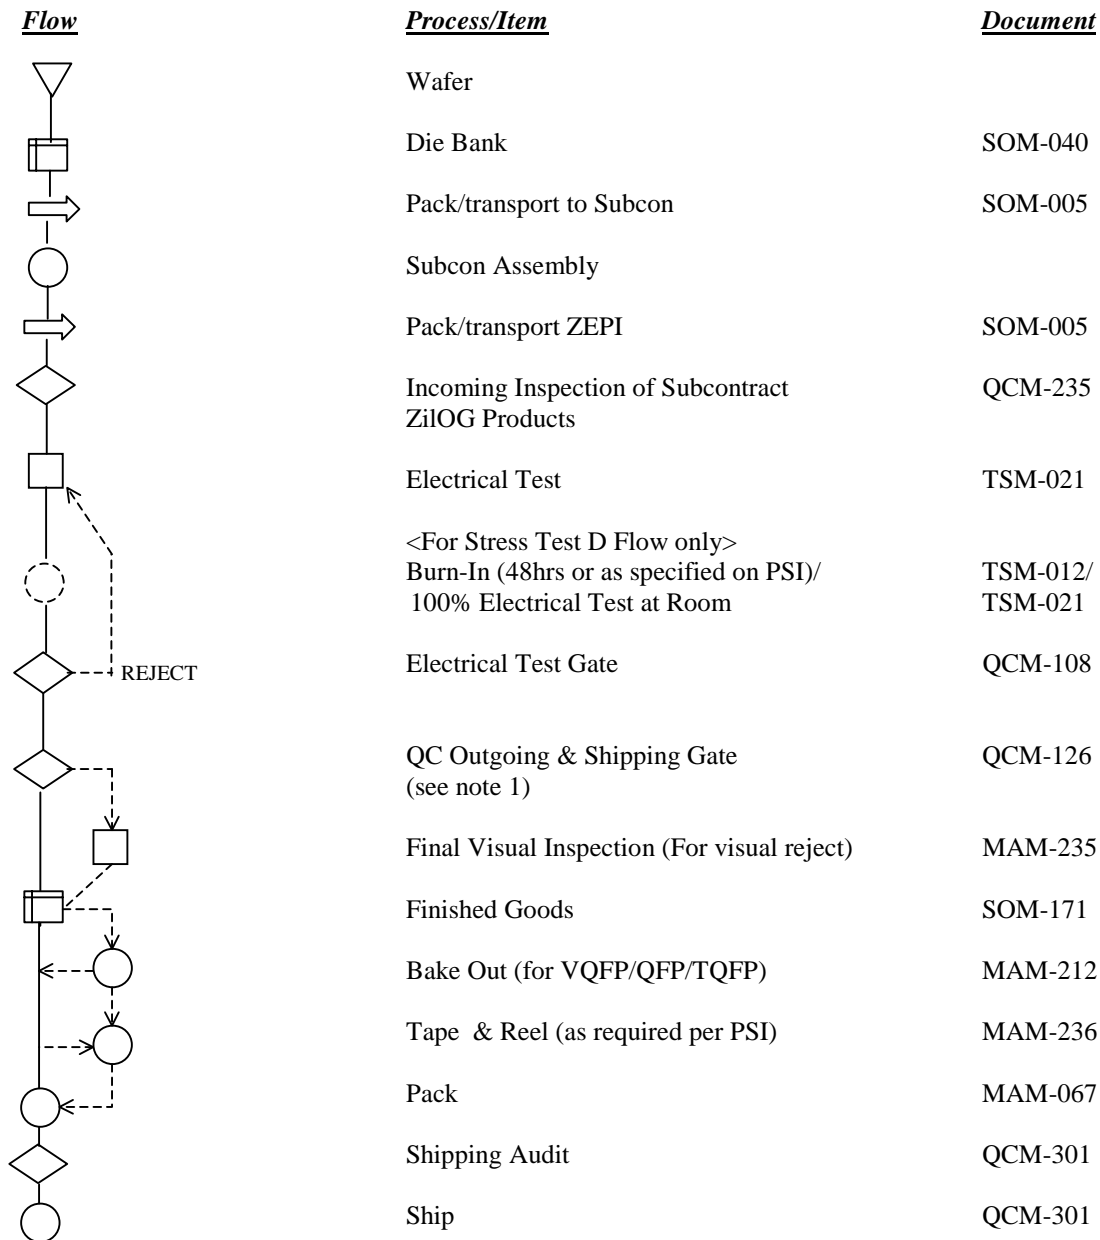 Flow Process/Item Document
Wafer
Die Bank SOM-040
Pack/transport to Subcon SOM-005
Subcon Assembly
Pack/transport ZEPI SOM-005
Incoming Inspection of Subcontract QCM-235
ZilOG Products
Electrical Test TSM-021
<For Stress Test D Flow only>
Burn-In (48hrs or as specified on PSI)/ TSM-012/
100% Electrical Test at Room TSM-021
REJECT Electrical Test Gate QCM-108
QC Outgoing & Shipping Gate QCM-126
(see note 1)
Final Visual Inspection (For visual reject) MAM-235
Finished Goods SOM-171
Bake Out (for VQFP/QFP/TQFP) MAM-212
Tape & Reel (as required per PSI) MAM-236
Pack MAM-067
Shipping Audit QCM-301
Ship QCM-301